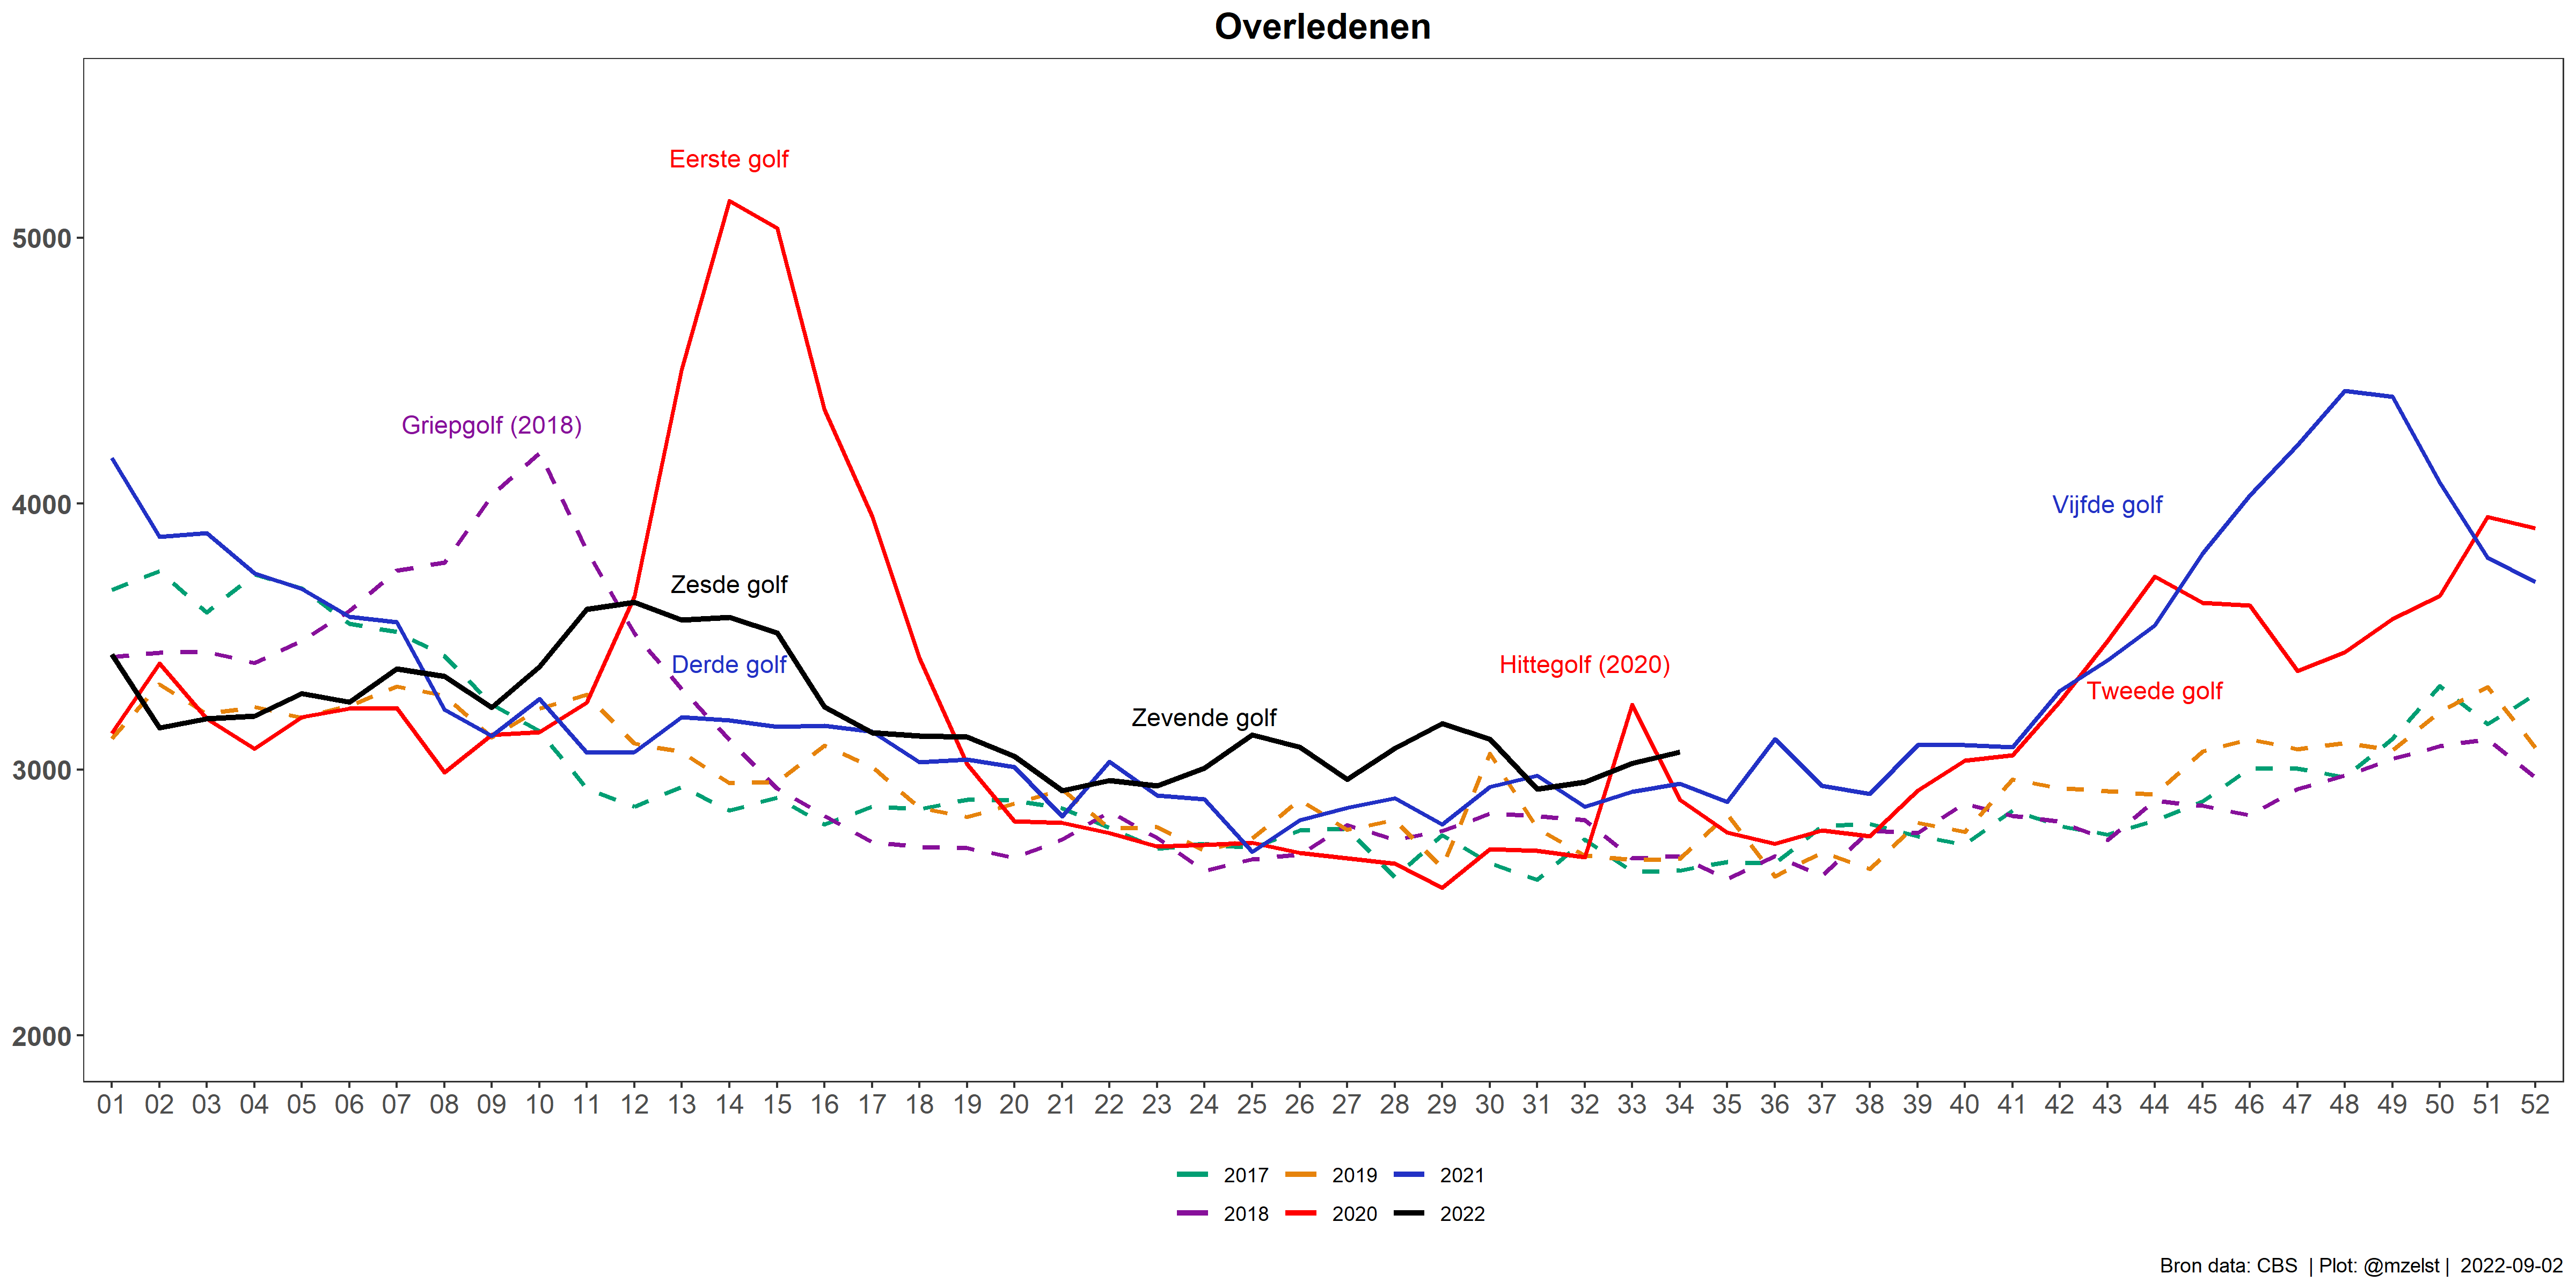 Overledenen
Eerste golf
5000
Griepgolf (2018)
4000
Vijfde golf
Zesde golf
Derde golf
Hittegolf (2020)
Tweede golf
Zevende golf
3000
2000
01 02 03 04 05 06 07 08 09 10 11 12 13 14 15 16 17 18 19 20 21 22 23 24 25 26 27 28 29 30 31 32 33 34 35 36 37 38 39 40 41 42 43 44 45 46 47 48 49 50 51 52
2017 2019 2021
2018 2020 2022
Bron data: CBS | Plot: @mzelst | 2022-09-02